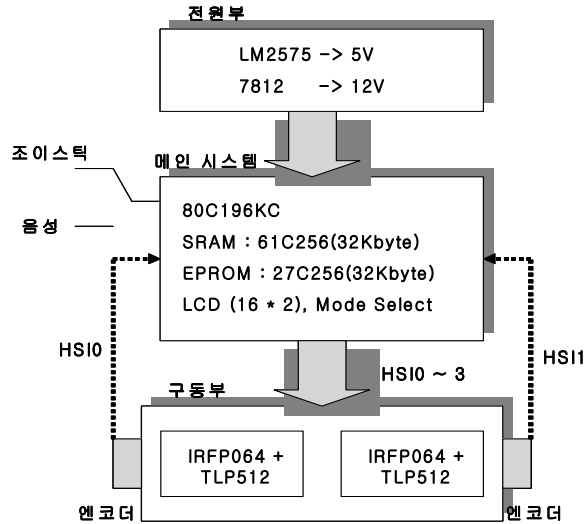 전원부
LM2575 -> 5V
7812 -> 12V
조이스틱
메인 시스템
음성
80C196KC
SRAM : 61C256(32Kbyte)
EPROM : 27C256(32Kbyte)
LCD (16 * 2), Mode Select
HSI0
HSI1
HSI0 ~ 3
구동부
IRFP064 +
TLP512
IRFP064 +
TLP512
엔코더
엔코더